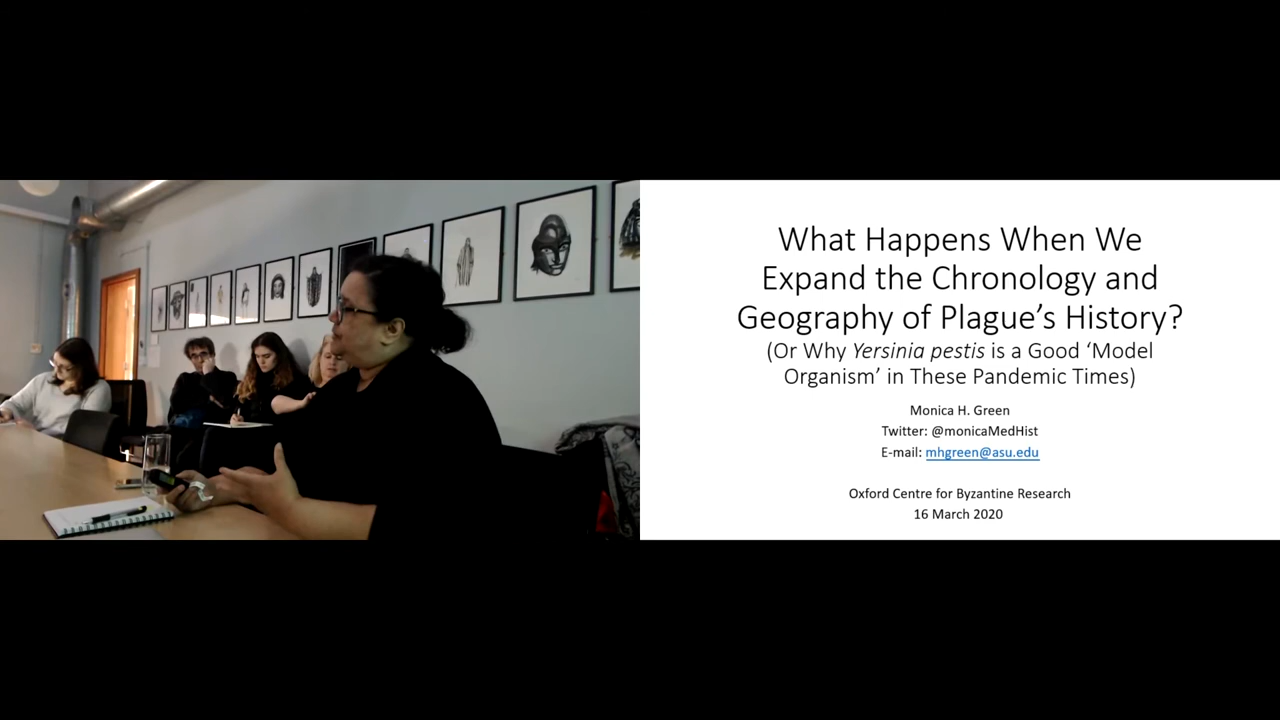 What Happens When We
Expand the Chronology and
Geography of Plague’s History?
(Or Why Yersinia pestis is a Good ‘Model
Organism’ in These Pandemic Times)
Monica H. Green
Twitter: @monicaMedHist
E-mail: mhgreen@asu.edu
Oxford Centre for Byzantine Research
16 March 2020